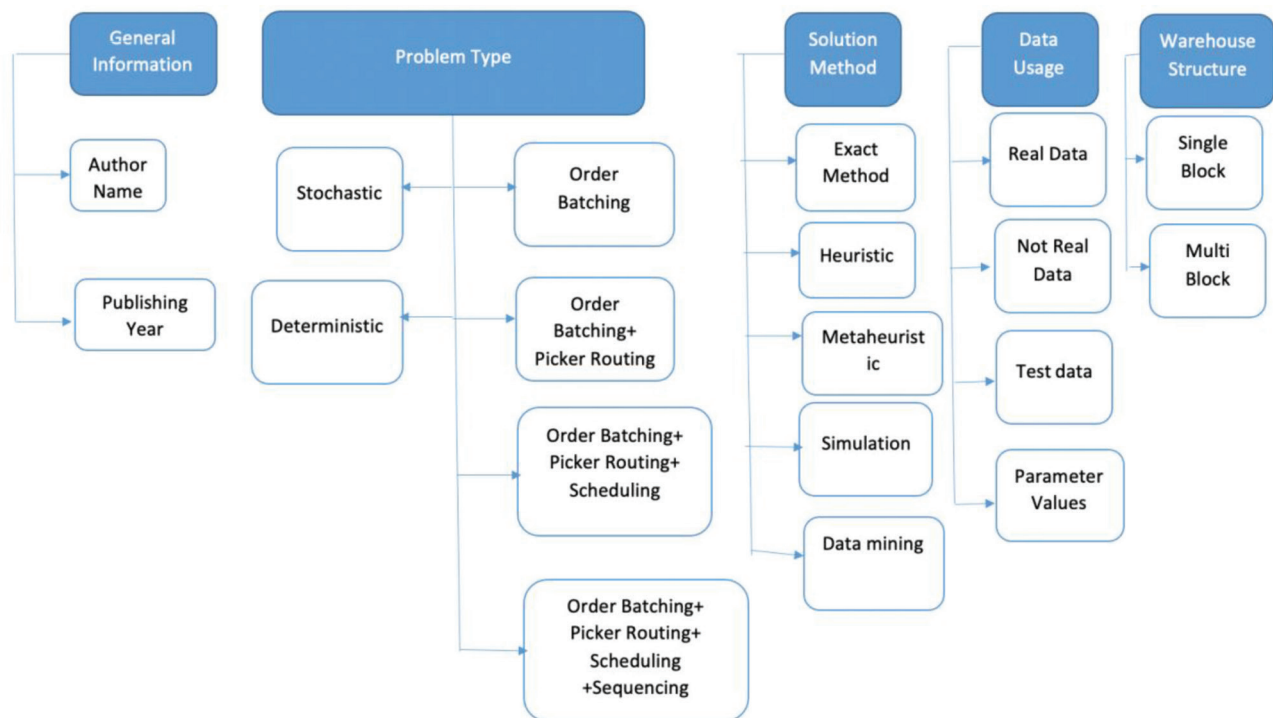 General
Information
Author
Name
Publishing
Year
Problem Type
Stochastic
Deterministic
Order
Batching
Order
Batching+
Picker Routing
Order Batching+
Picker Routing+
Scheduling
Order Batching+
Picker Routing+
Scheduling
+Sequencing
Solution
Method
Exact
Method
Heuristic
Metaheurist
ic
Simulation
Data mining
Data
Usage
Real Data
Not Real
Data
Test data
Parameter
Values
Warehouse
Structure
Single
Block
Multi
Block